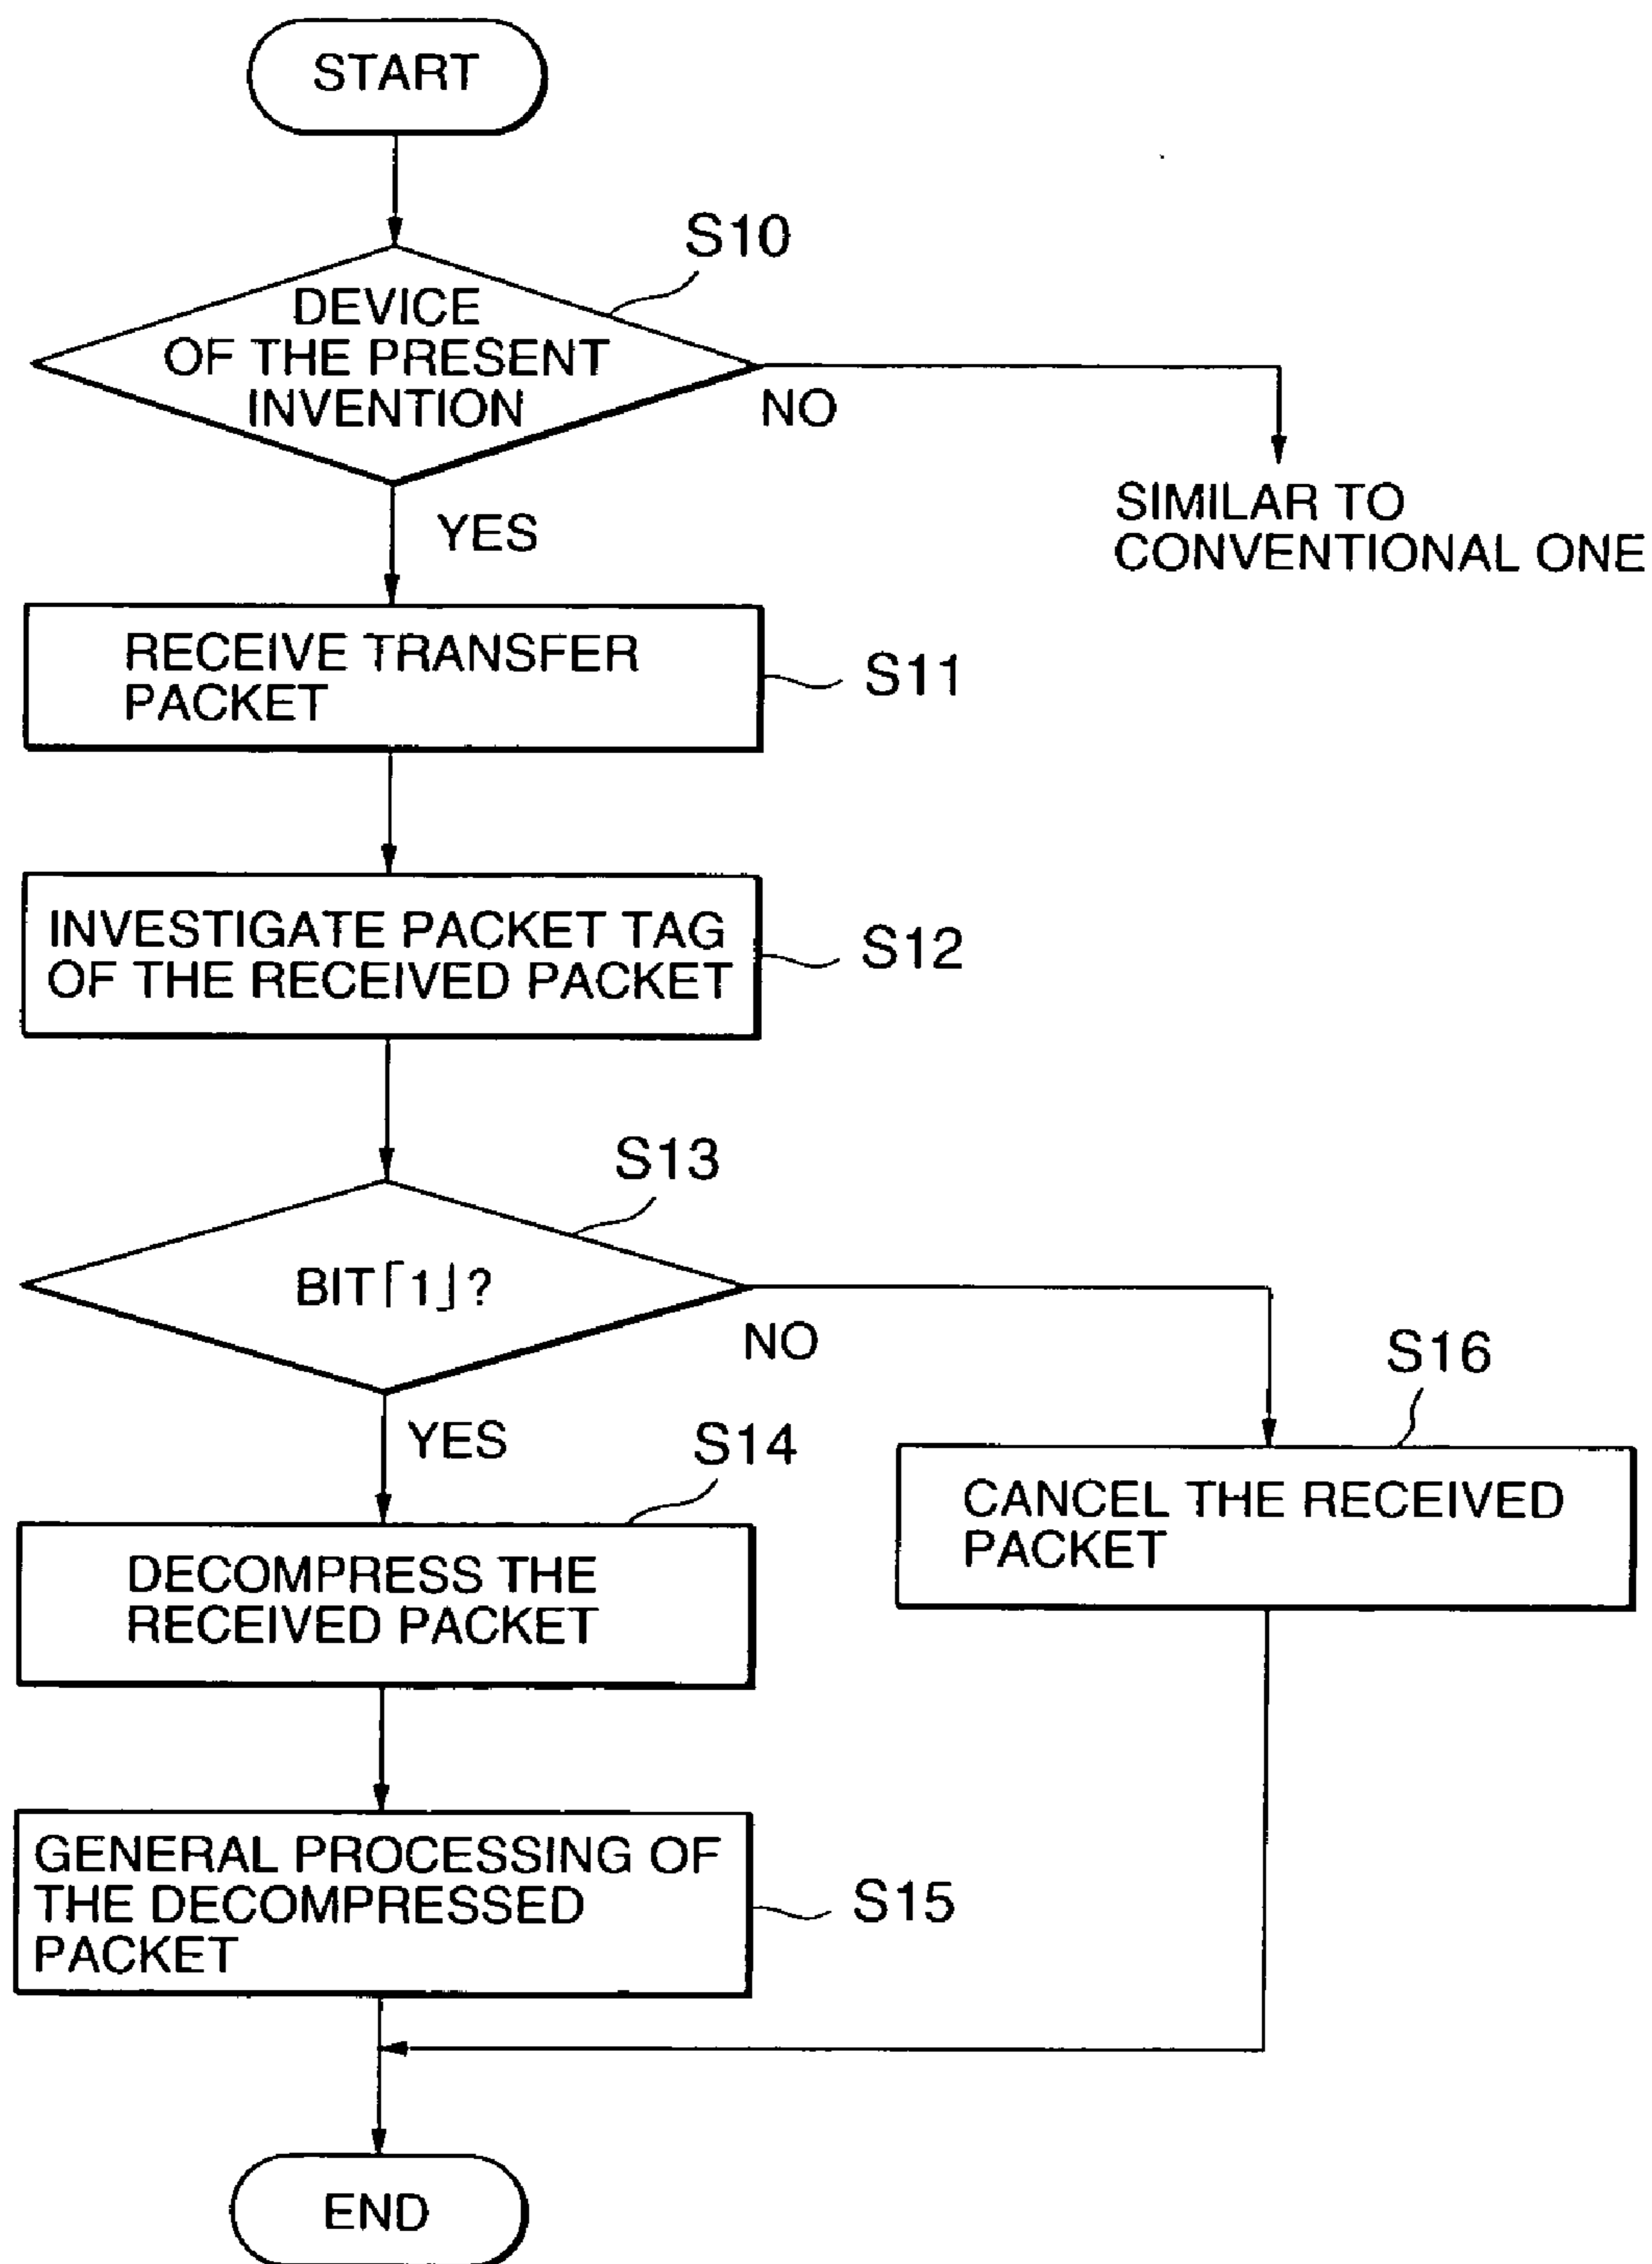 START
S10
DEVICE
OF THE PRESENT
INVENTION
NO
YES
SIMILAR TO
CONVENTIONAL ONE
RECEIVE TRANSFER
PACKET
S11
INVESTIGATE PACKET TAG
OF THE RECEIVED PACKET
S12
S13
BIT「1」?
NO
YES
S14
S16
CANCEL THE RECEIVED
PACKET
DECOMPRESS THE
RECEIVED PACKET
GENERAL PROCESSING OF
THE DECOMPRESSED
PACKET
S15
END